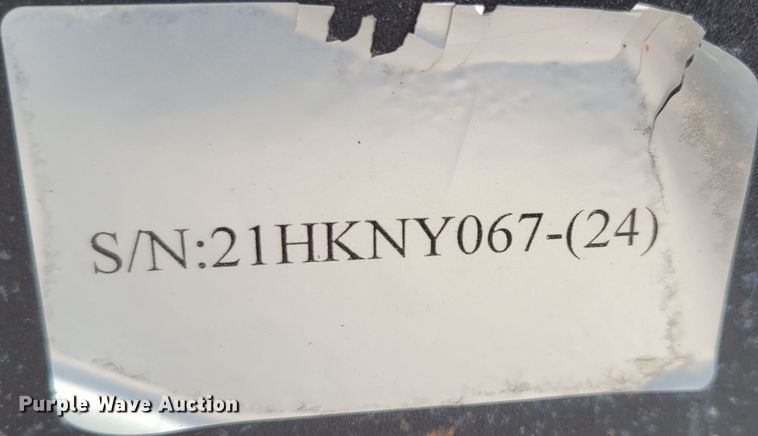 S/N:21HKNY067-(24)
Purple Wave Auction